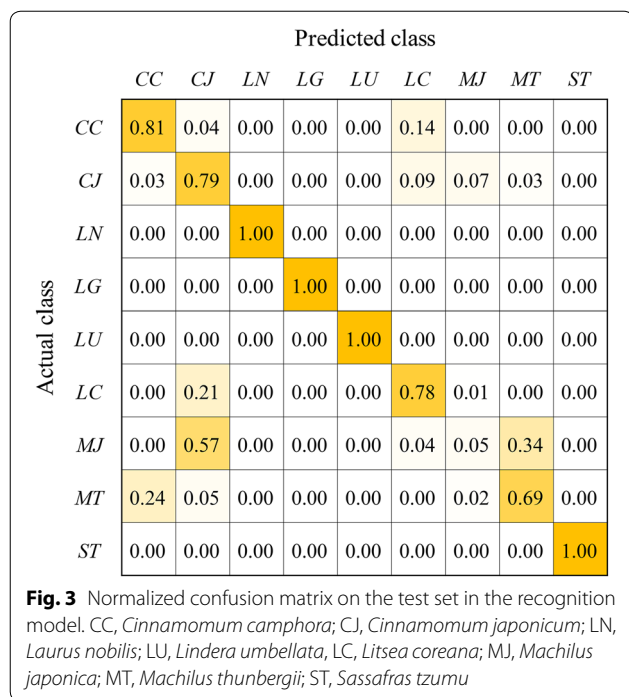 Predicted class
CC CJ LN LG LU LC MJ MT ST
Actual class
CC 0.81 0.04 0.00 0.00 0.00 0.14 0.00 0.00 0.00
CJ 0.03 0.79 0.00 0.00 0.00 0.09 0.07 0.03 0.00
LN 0.00 0.00 1.00 0.00 0.00 0.00 0.00 0.00 0.00
LG 0.00 0.00 0.00 1.00 0.00 0.00 0.00 0.00 0.00
LU 0.00 0.00 0.00 0.00 1.00 0.00 0.00 0.00 0.00
LC 0.00 0.21 0.00 0.00 0.00 0.78 0.01 0.00 0.00
MJ 0.00 0.57 0.00 0.00 0.00 0.04 0.05 0.34 0.00
MT 0.24 0.05 0.00 0.00 0.00 0.00 0.02 0.69 0.00
ST 0.00 0.00 0.00 0.00 0.00 0.00 0.00 0.00 1.00
Fig. 3 Normalized confusion matrix on the test set in the recognition
model. CC, Cinnamomum camphora; CJ, Cinnamomum japonicum; LN,
Laurus nobilis; LU, Lindera umbellata, LC, Litsea coreana; MJ, Machilus
japonica; MT, Machilus thunbergii; ST, Sassafras tzumu